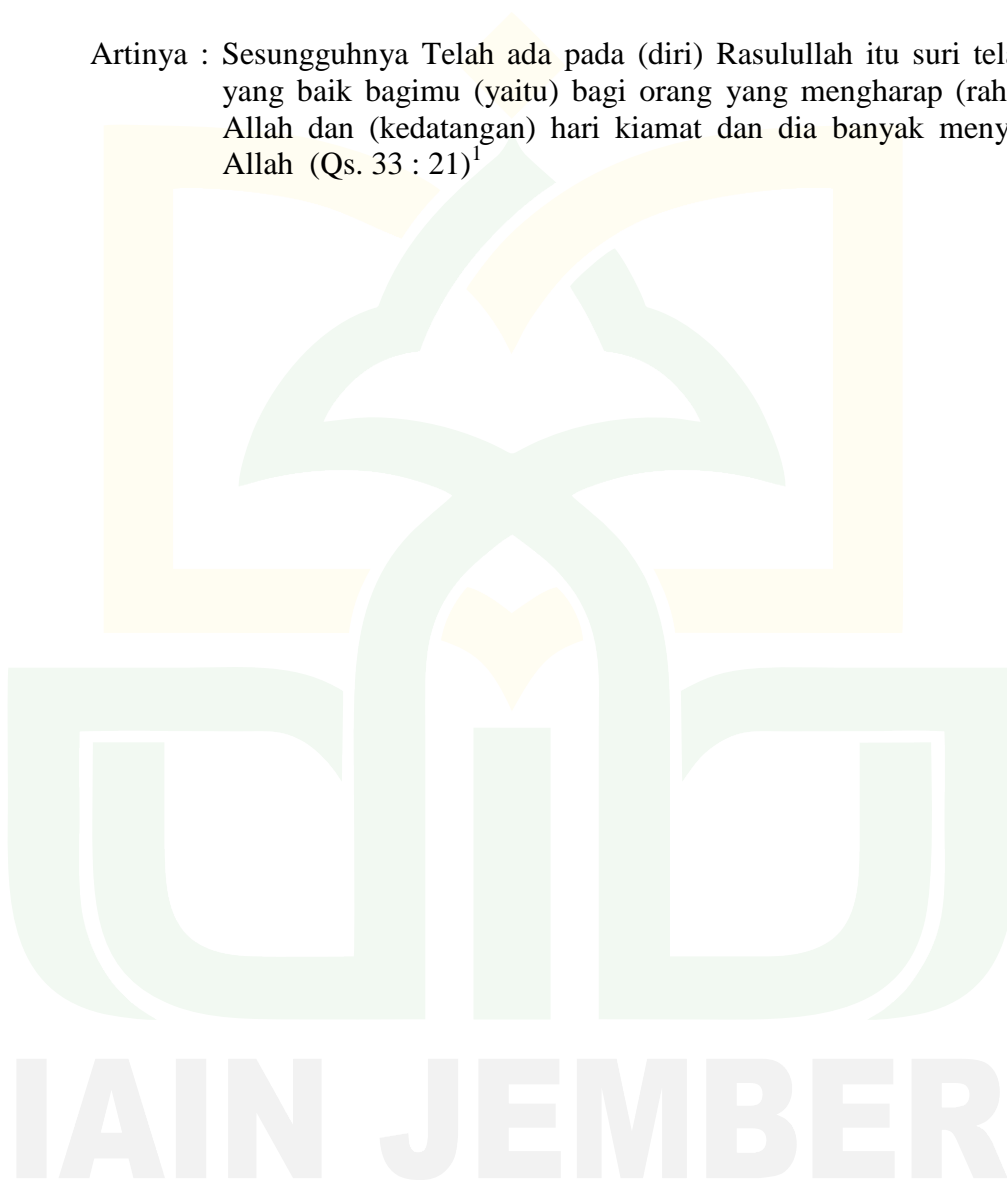 Artinya : Sesungguhnya Telah ada pada (diri) Rasulullah itu suri
yang baik bagimu (yaitu) bagi orang yang mengharap
Allah dan (kedatangan) hari kiamat dan dia banyak
Allah (Qs. 33 : 21)1
IAIN JEMBER